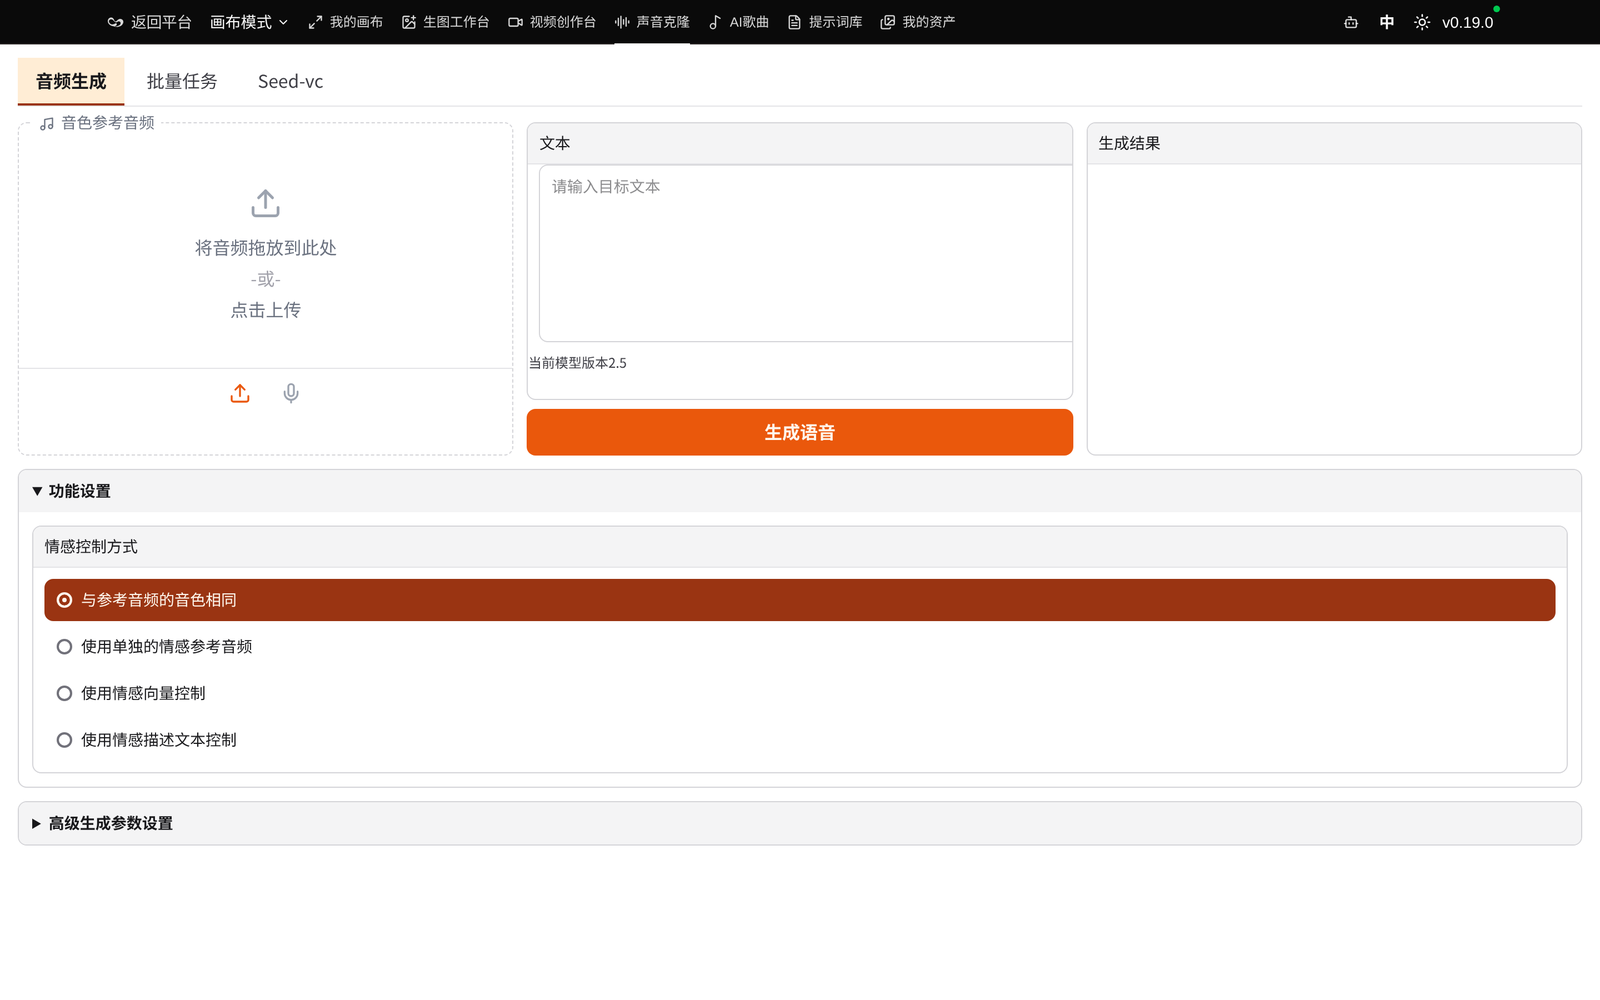 返回平台 画布模式 我的画布 生图工作台 视频创作台 声音克隆 AI歌曲 提示词库 我的资产 中 v0.19.0
音频生成 批量任务 Seed-vc
音色参考音频
将音频拖放到此处
-或-
点击上传
文本
请输入目标文本
当前模型版本2.5
生成语音
生成结果
功能设置
情感控制方式
与参考音频的音色相同
使用单独的情感参考音频
使用情感向量控制
使用情感描述文本控制
高级生成参数设置